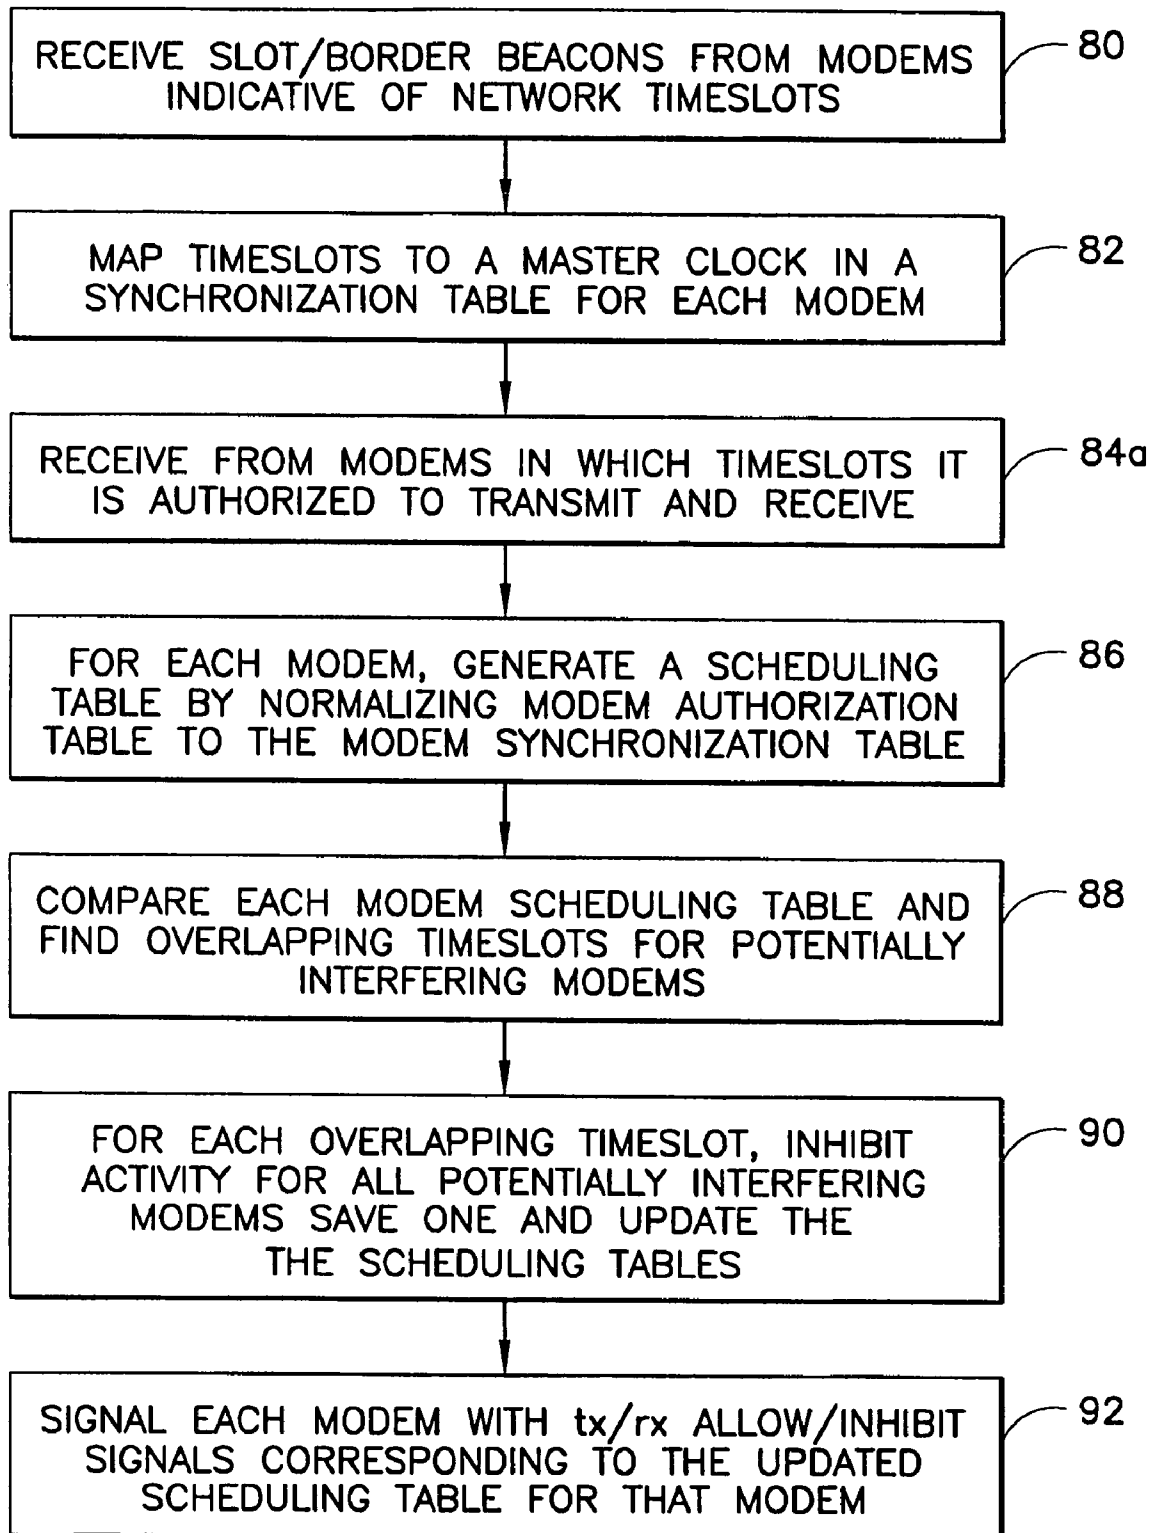 RECEIVE SLOT/BORDER BEACONS FROM MODEMS
INDICATIVE OF NETWORK TIMESLOTS
80
MAP TIMESLOTS TO A MASTER CLOCK IN A
SYNCHRONIZATION TABLE FOR EACH MODEM
82
RECEIVE FROM MODEMS IN WHICH TIMESLOTS IT
IS AUTHORIZED TO TRANSMIT AND RECEIVE
84a
FOR EACH MODEM, GENERATE A SCHEDULING
TABLE BY NORMALIZING MODEM AUTHORIZATION
TABLE TO THE MODEM SYNCHRONIZATION TABLE
86
COMPARE EACH MODEM SCHEDULING TABLE AND
FIND OVERLAPPING TIMESLOTS FOR POTENTIALLY
INTERFERING MODEMS
88
FOR EACH OVERLAPPING TIMESLOT, INHIBIT
ACTIVITY FOR ALL POTENTIALLY INTERFERING
MODEMS SAVE ONE AND UPDATE THE
THE SCHEDULING TABLES
90
SIGNAL EACH MODEM WITH tx/rx ALLOW/INHIBIT
SIGNALS CORRESPONDING TO THE UPDATED
SCHEDULING TABLE FOR THAT MODEM
92